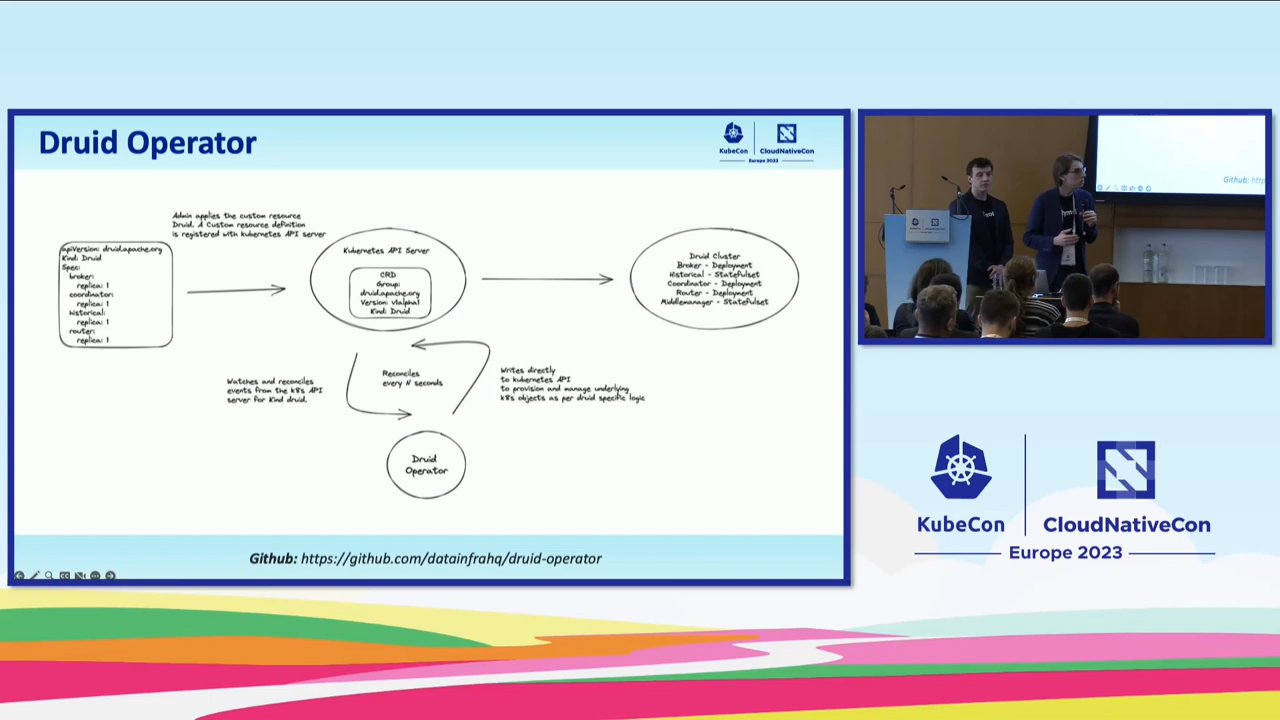 Druid Operator
KubeCon
CloudNativeCon
Europe 2023
Admin applies the custom resource
Druid. A Custom resource definition
is registered with kubernetes API server
apiVersion: druid.apache.org
Kind: Druid
Spec:
broker:
replica: 1
coordinator:
replica: 1
historical:
replica: 1
router:
replica: 1
Kubernetes API Server
CRD
Group:
druid.apache.org
Version: v1alpha1
Kind: Druid
Druid Cluster
Broker - Deployment
Historical - Statefulset
Coordinator - Deployment
Router - Deployment
Middlemanager - Statefulset
Watches and reconciles
events from the k8s API
server for Kind druid.
Reconciles
every N seconds
Writes directly
to kubernetes API
to provision and manage underlying
k8s objects as per druid specific logic
Druid
Operator
Github: https://github.com/datainfrahq/druid-operator
Github: http
KubeCon
CloudNativeCon
Europe 2023